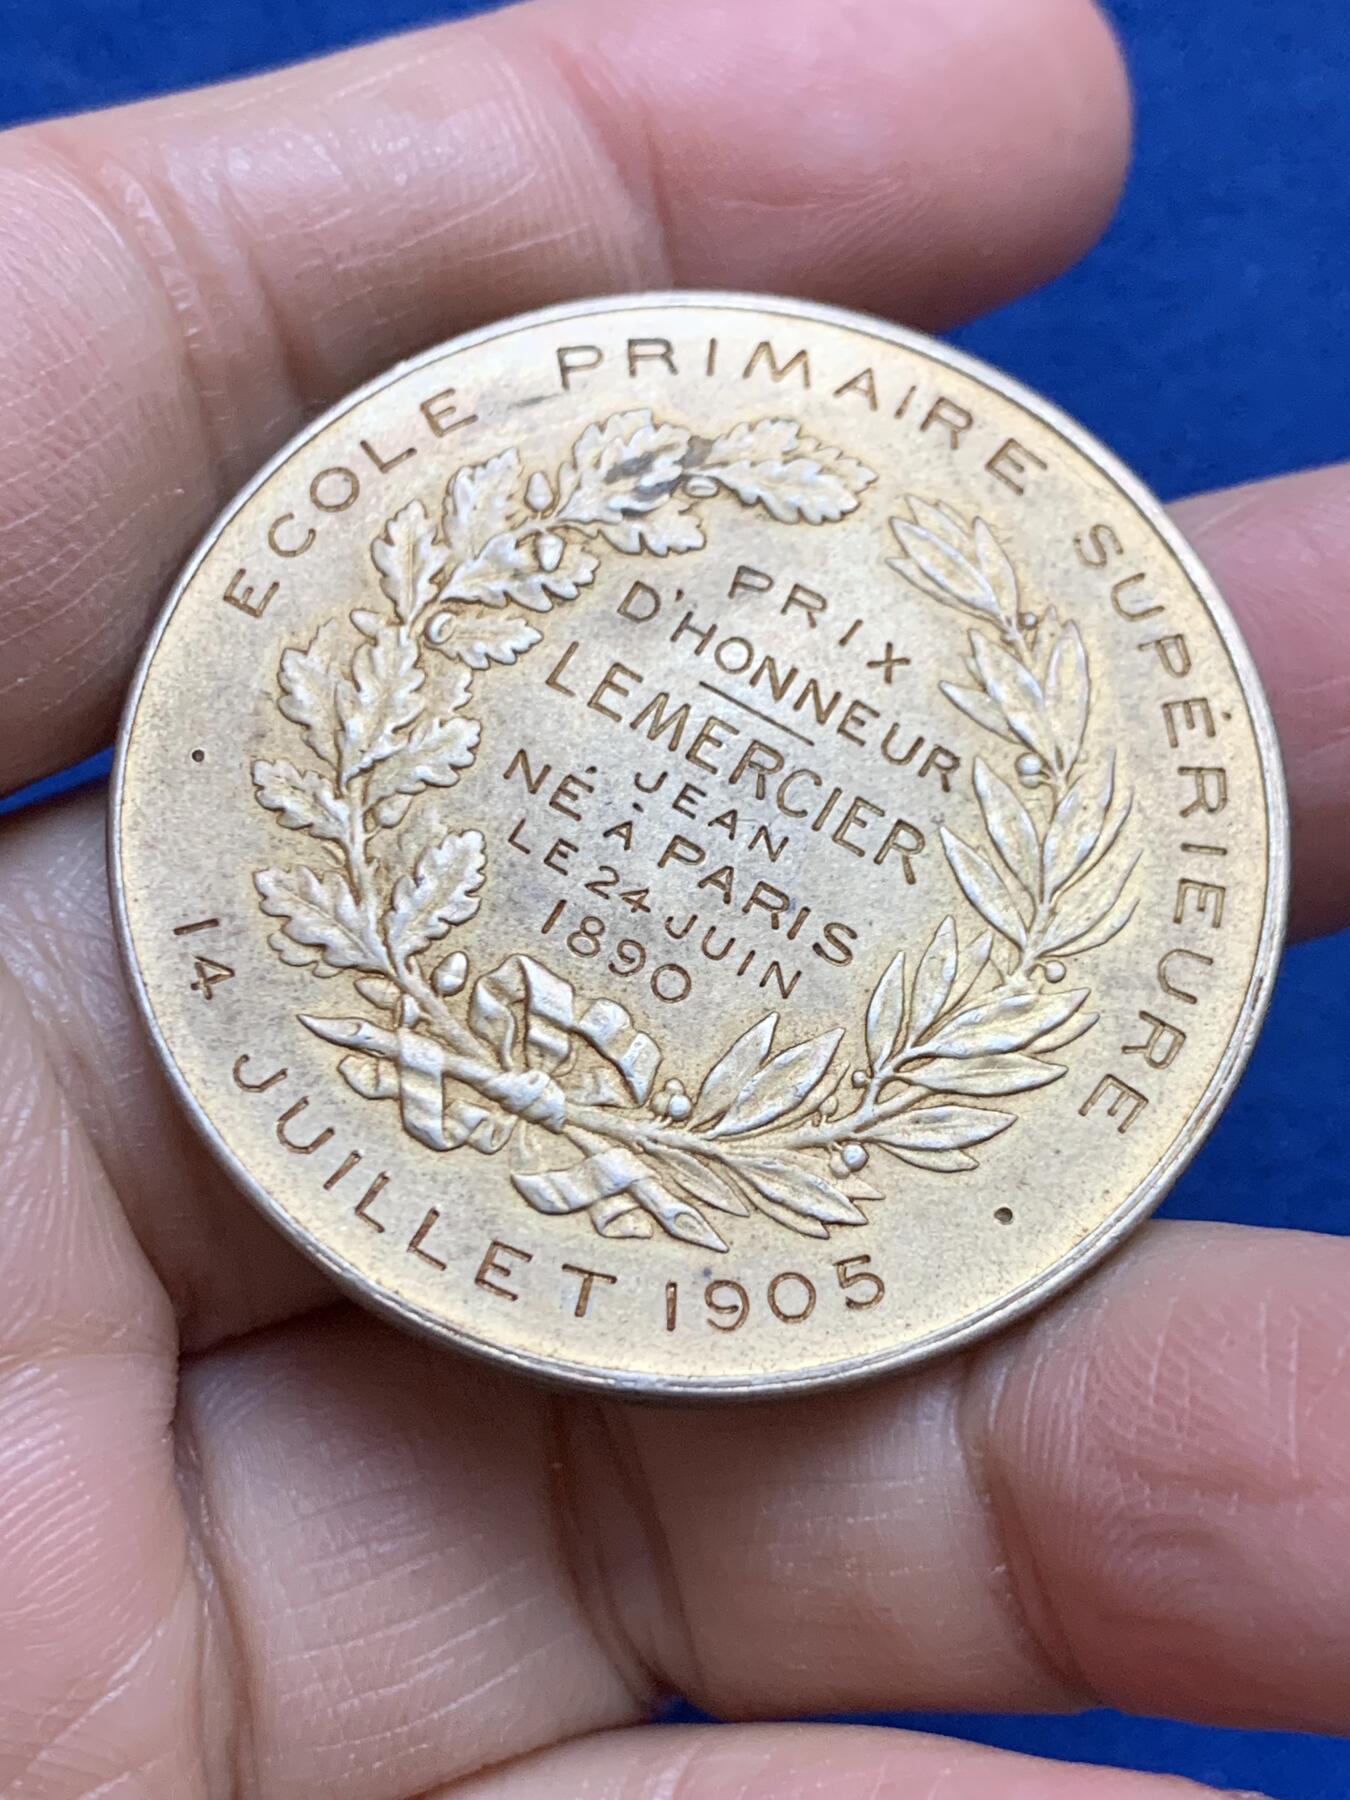 ECOLE PRIMAIRE SUPÉRIEURE
PRIX
D'HONNEUR
LEMERCIER
JEAN
NÉ À PARIS
LE 24 JUIN
1890
14 JUILLET 1905